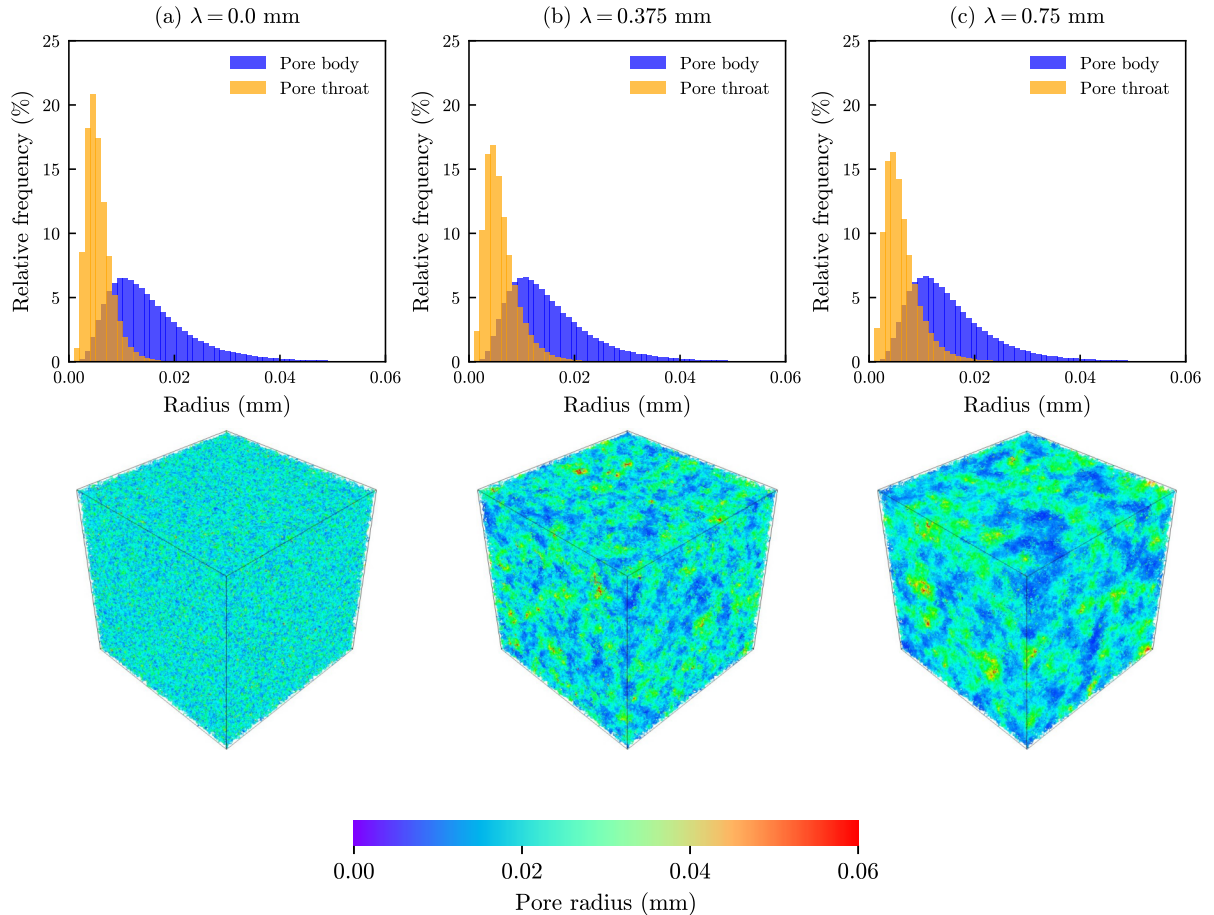 (a) λ = 0.0 mm
(b) λ = 0.375 mm
(c) λ = 0.75 mm
25
20
15
10
5
0
Relative frequency (%)
Pore body
Pore throat
0.00
0.02
0.04
0.06
Radius (mm)
25
20
15
10
5
0
Relative frequency (%)
Pore body
Pore throat
0.00
0.02
0.04
0.06
Radius (mm)
25
20
15
10
5
0
Relative frequency (%)
Pore body
Pore throat
0.00
0.02
0.04
0.06
Radius (mm)
0.00
0.02
0.04
0.06
Pore radius (mm)